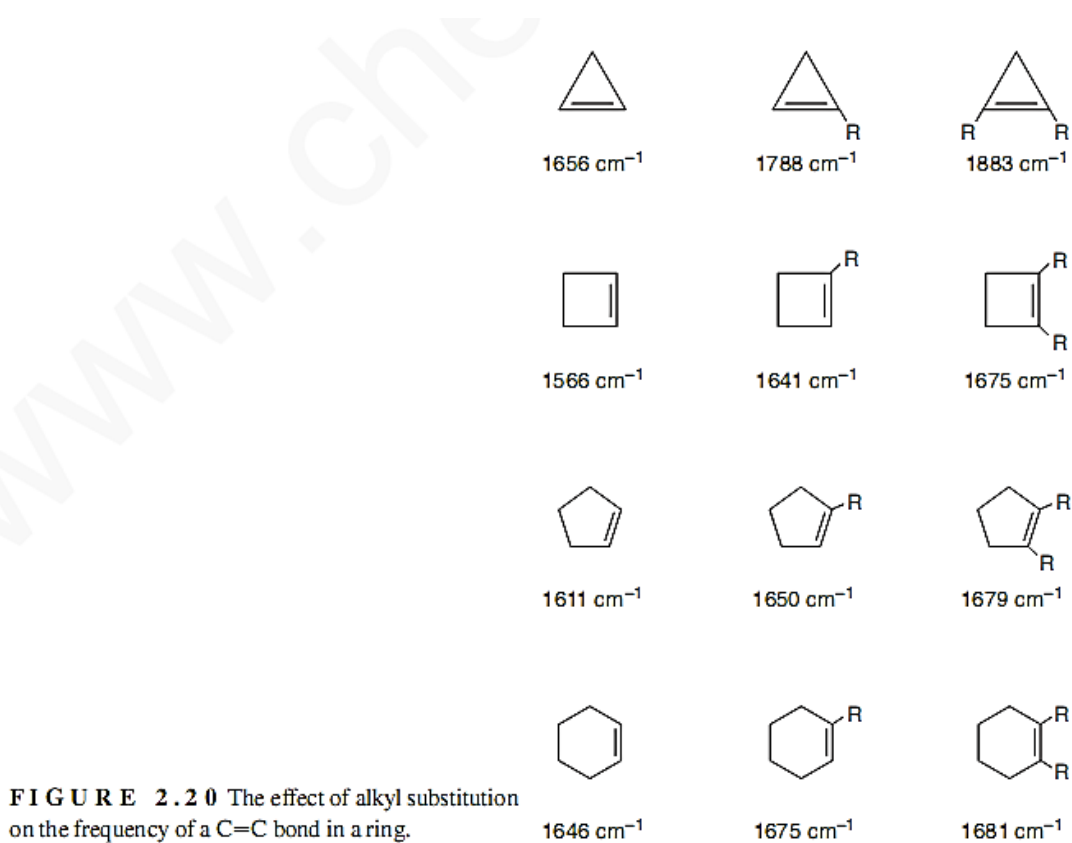 R
R R
1656 cm–1 1788 cm–1 1883 cm–1
R R
R
1566 cm–1 1641 cm–1 1675 cm–1
R R
R
1611 cm–1 1650 cm–1 1679 cm–1
R R
R
FIGURE 2.20 The effect of alkyl substitution
on the frequency of a C=C bond in a ring.
1646 cm–1 1675 cm–1 1681 cm–1
www.che